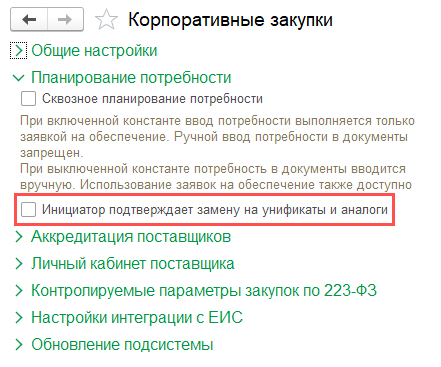 Корпоративные закупки
Общие настройки
Планирование потребности
Сквозное планирование потребности
При включенной константе ввод потребности выполняется только
заявкой на обеспечение. Ручной ввод потребности в документы
запрещен.
При выключенной константе потребность в документы вводится
вручную. Использование заявок на обеспечение также доступно
Инициатор подтверждает замену на унификаты и аналоги
Аккредитация поставщиков
Личный кабинет поставщика
Контролируемые параметры закупок по 223-ФЗ
Настройки интеграции с ЕИС
Обновление подсистемы